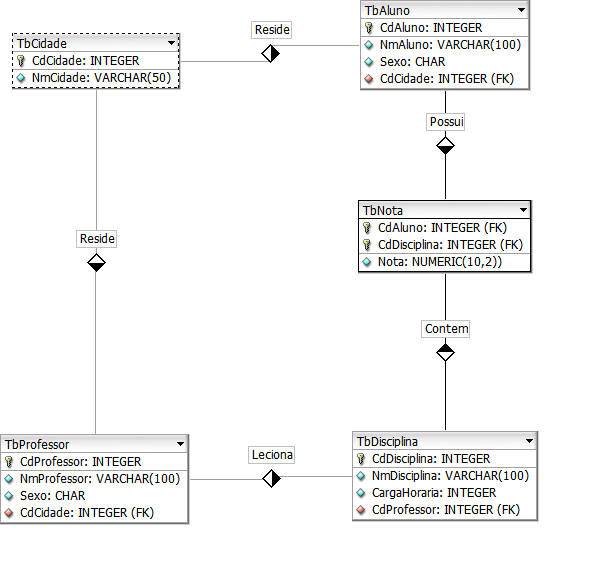 Reside
TbCidade
CdCidade: INTEGER
NmCidade: VARCHAR(50)
TbAluno
CdAluno: INTEGER
NmAluno: VARCHAR(100)
Sexo: CHAR
CdCidade: INTEGER (FK)
Possui
TbNota
CdAluno: INTEGER (FK)
CdDisciplina: INTEGER (FK)
Nota: NUMERIC(10,2))
Reside
Contem
TbProfessor
CdProfessor: INTEGER
NmProfessor: VARCHAR(100)
Sexo: CHAR
CdCidade: INTEGER (FK)
Leciona
TbDisciplina
CdDisciplina: INTEGER
NmDisciplina: VARCHAR(100)
CargaHoraria: INTEGER
CdProfessor: INTEGER (FK)